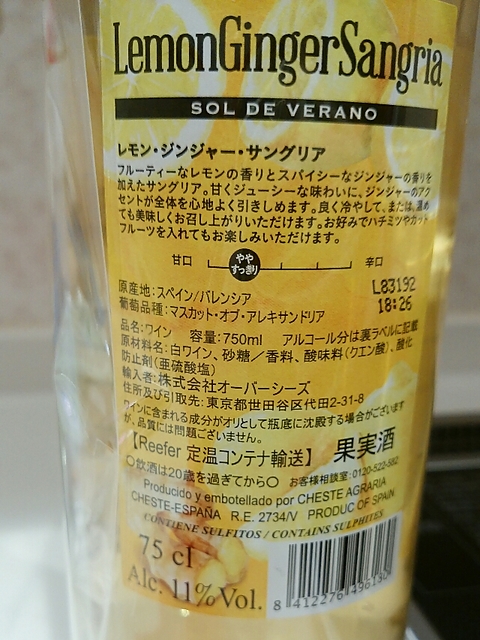 LemonGingerSangria
SOL DE VERANO
レモン・ジンジャー・サングリア
フルーティーなレモンの香りとスパイシーなジンジャーの香りを
加えたサングリア。甘くジューシーな味わいに、ジンジャーのアク
セントが全体を心地よく引きしめます。良く冷やして、または、温め
ても美味しくお召し上がりいただけます。お好みでハチミツやカット
フルーツを入れてもお楽しみいただけます。
甘口 やや 辛口
すっきり
原産地：スペイン/バレンシア L83192
葡萄品種：マスカット・オブ・アレキサンドリア 18:26
品名：ワイン 容量：750ml アルコール分は裏ラベルに記載
原材料名：白ワイン、砂糖／香料、酸味料（クエン酸）、酸化
防止剤（亜硫酸塩）
輸入者：株式会社オーバーシーズ
住所及び引取先：東京都世田谷区代田2-31-8
ワインに含まれる成分がオリとして瓶底に沈殿する場合がございます
が、品質には問題ございません。
【Reefer 定温コンテナ輸送】 果実酒
○飲酒は20歳を過ぎてから○ お客様相談室：0120-522-582
Producido y embotellado por CHESTE AGRARIA
CHESTE-ESPAÑA R.E. 2734/V PRODUC OF SPAIN
CONTIENE SULFITOS / CONTAINS SULPHITES
75 cl
Alc. 11%Vol.
8 412276 496130